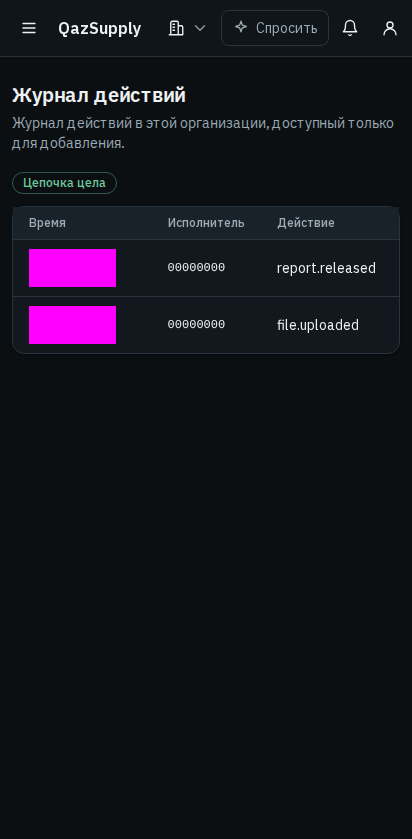 QazSupply
Спросить
Журнал действий
Журнал действий в этой организации, доступный только
для добавления.
Цепочка цела
Время Исполнитель Действие
00000000 report.released
00000000 file.uploaded